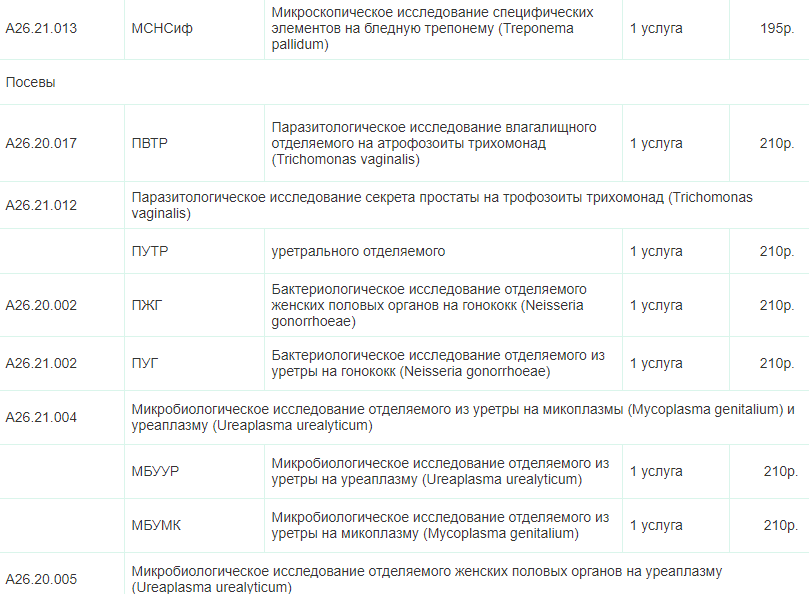 A26.21.013 МСНСиф Микроскопическое исследование специфических
элементов на бледную трепонему (Treponema
pallidum) 1 услуга 195р.
Посевы
A26.20.017 ПВТР Паразитологическое исследование влагалищного
отделяемого на атрофозоиты трихомонад
(Trichomonas vaginalis) 1 услуга 210р.
A26.21.012 Паразитологическое исследование секрета простаты на трофозоиты трихомонад (Trichomonas
vaginalis)
ПУТР уретрального отделяемого 1 услуга 210р.
A26.20.002 ПЖГ Бактериологическое исследование отделяемого
женских половых органов на гонококк (Neisseria
gonorrhoeae) 1 услуга 210р.
A26.21.002 ПУГ Бактериологическое исследование отделяемого из
уретры на гонококк (Neisseria gonorrhoeae) 1 услуга 210р.
A26.21.004 Микробиологическое исследование отделяемого из уретры на микоплазмы (Mycoplasma genitalium) и
уреаплазму (Ureaplasma urealyticum)
МБУУР Микробиологическое исследование отделяемого из
уретры на уреаплазму (Ureaplasma urealyticum) 1 услуга 210р.
МБУМК Микробиологическое исследование отделяемого из
уретры на микоплазму (Mycoplasma genitalium) 1 услуга 210р.
A26.20.005 Микробиологическое исследование отделяемого женских половых органов на уреаплазму
(Ureaplasma urealyticum)